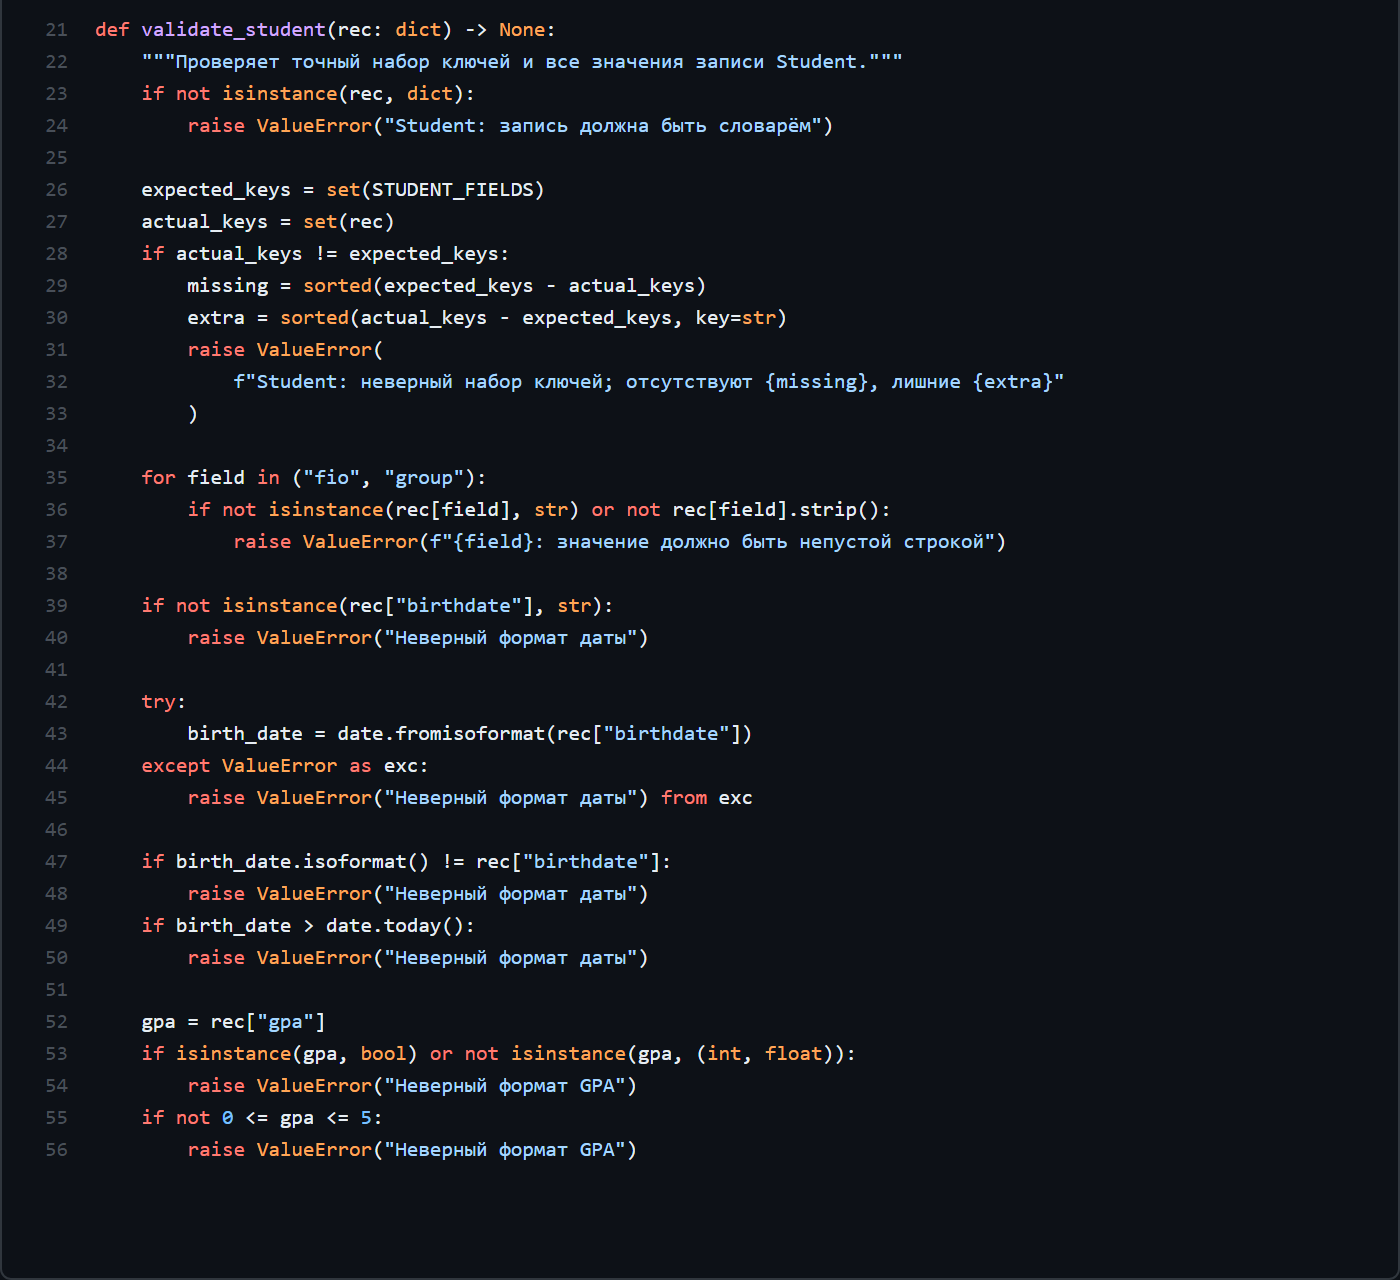 21 def validate_student(rec: dict) -> None:
22     """Проверяет точный набор ключей и все значения записи Student."""
23     if not isinstance(rec, dict):
24         raise ValueError("Student: запись должна быть словарём")
25
26     expected_keys = set(STUDENT_FIELDS)
27     actual_keys = set(rec)
28     if actual_keys != expected_keys:
29         missing = sorted(expected_keys - actual_keys)
30         extra = sorted(actual_keys - expected_keys, key=str)
31         raise ValueError(
32             f"Student: неверный набор ключей; отсутствуют {missing}, лишние {extra}"
33         )
34
35     for field in ("fio", "group"):
36         if not isinstance(rec[field], str) or not rec[field].strip():
37             raise ValueError(f"{field}: значение должно быть непустой строкой")
38
39     if not isinstance(rec["birthdate"], str):
40         raise ValueError("Неверный формат даты")
41
42     try:
43         birth_date = date.fromisoformat(rec["birthdate"])
44     except ValueError as exc:
45         raise ValueError("Неверный формат даты") from exc
46
47     if birth_date.isoformat() != rec["birthdate"]:
48         raise ValueError("Неверный формат даты")
49     if birth_date > date.today():
50         raise ValueError("Неверный формат даты")
51
52     gpa = rec["gpa"]
53     if isinstance(gpa, bool) or not isinstance(gpa, (int, float)):
54         raise ValueError("Неверный формат GPA")
55     if not 0 <= gpa <= 5:
56         raise ValueError("Неверный формат GPA")